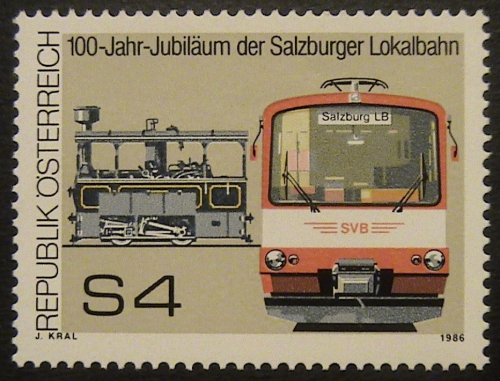 100-Jahr-Jubiläum der Salzburger Lokalbahn
REPUBLIK ÖSTERREICH
Salzburg LB
SVB
S4
J. KRAL
1986